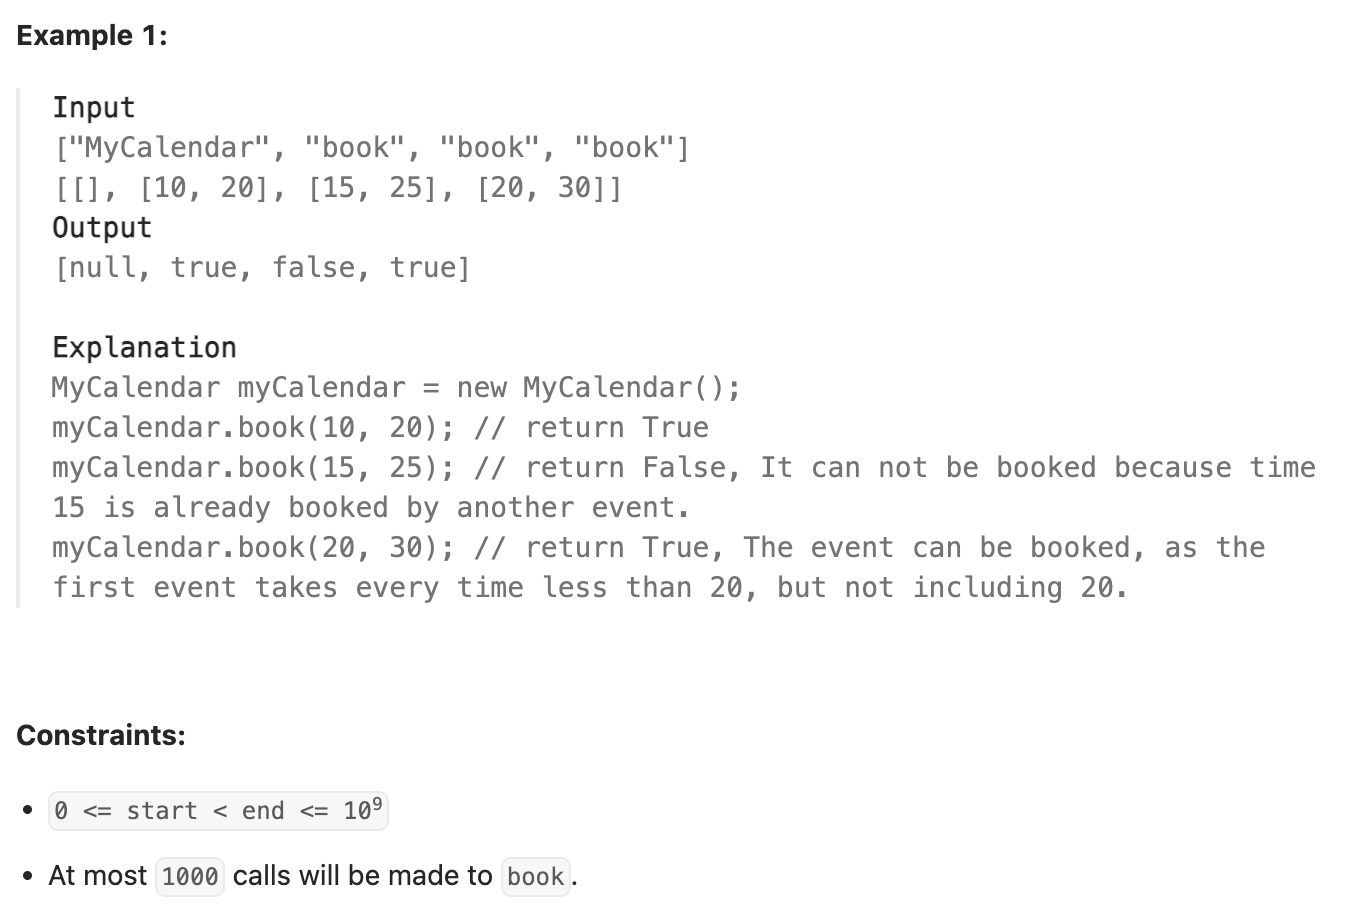 Example 1:
Input
["MyCalendar", "book", "book", "book"]
[[], [10, 20], [15, 25], [20, 30]]
Output
[null, true, false, true]
Explanation
MyCalendar myCalendar = new MyCalendar();
myCalendar.book(10, 20); // return True
myCalendar.book(15, 25); // return False, It can not be booked because time
15 is already booked by another event.
myCalendar.book(20, 30); // return True, The event can be booked, as the
first event takes every time less than 20, but not including 20.
Constraints:
• 0 <= start < end <= 10⁹
• At most 1000 calls will be made to book.